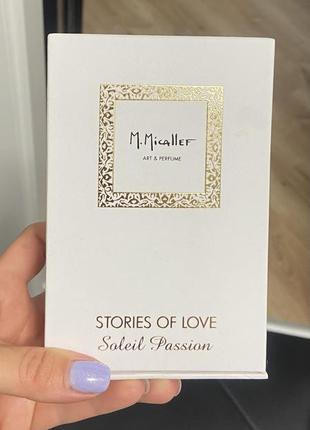 M.Micallef
ART & PERFUME
STORIES OF LOVE
Soleil Passion